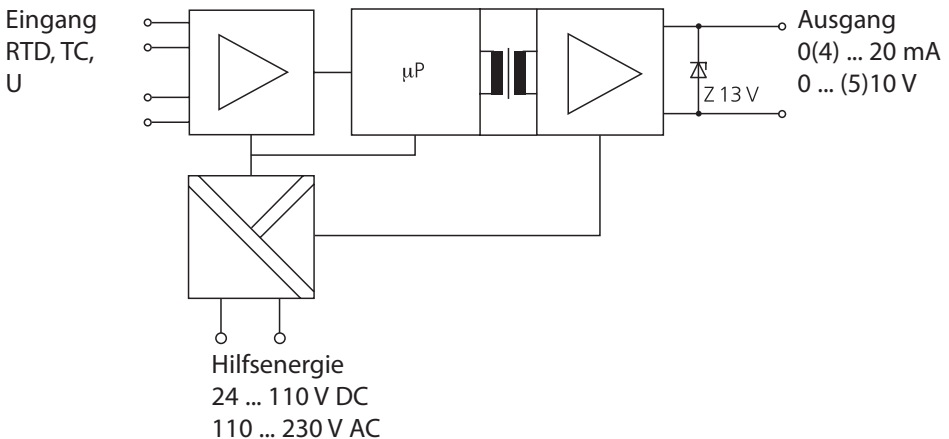 Eingang
RTD, TC,
U
μP
Z 13 V
Ausgang
0(4) ... 20 mA
0 ... (5)10 V
Hilfsenergie
24 ... 110 V DC
110 ... 230 V AC